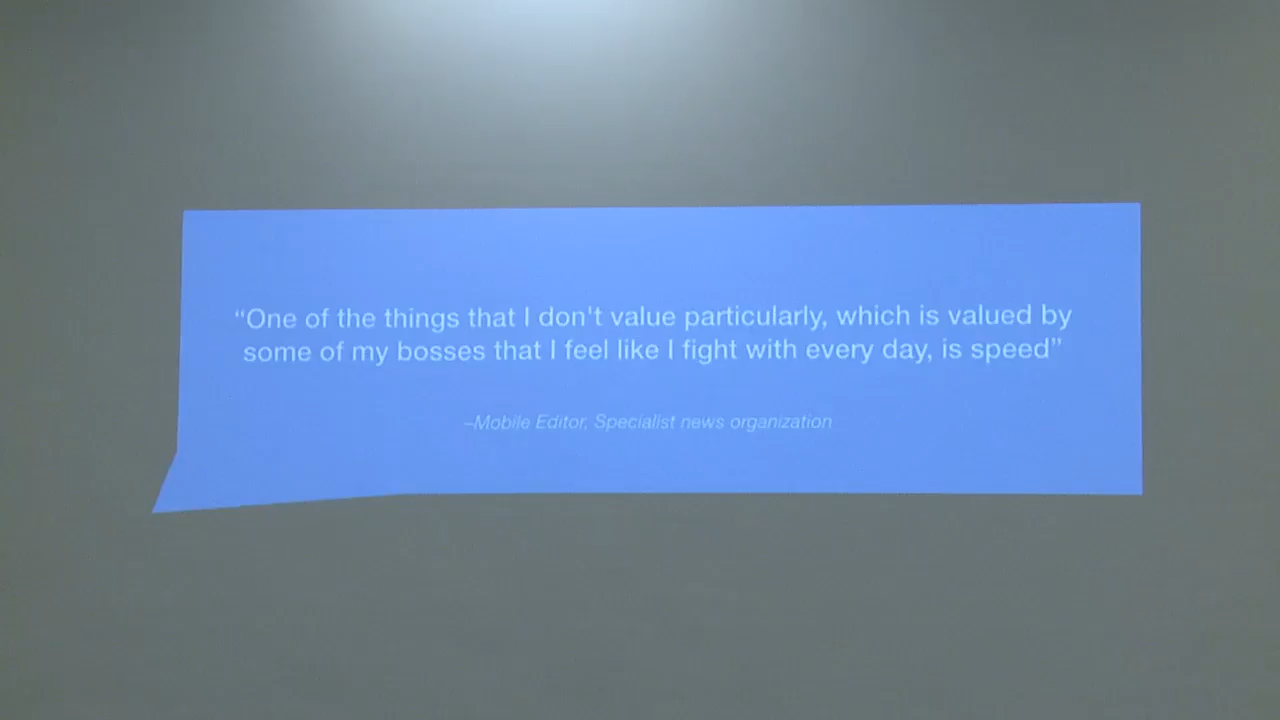 “One of the things that I don't value particularly, which is valued by
some of my bosses that I feel like I fight with every day, is speed”
–Mobile Editor, Specialist news organization